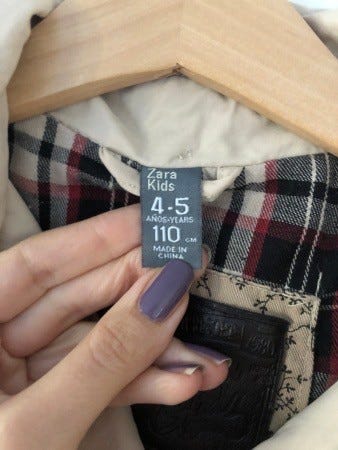 Zara
Kids
4-5
AÑOS-YEARS
110 CM
MADE IN
CHINA